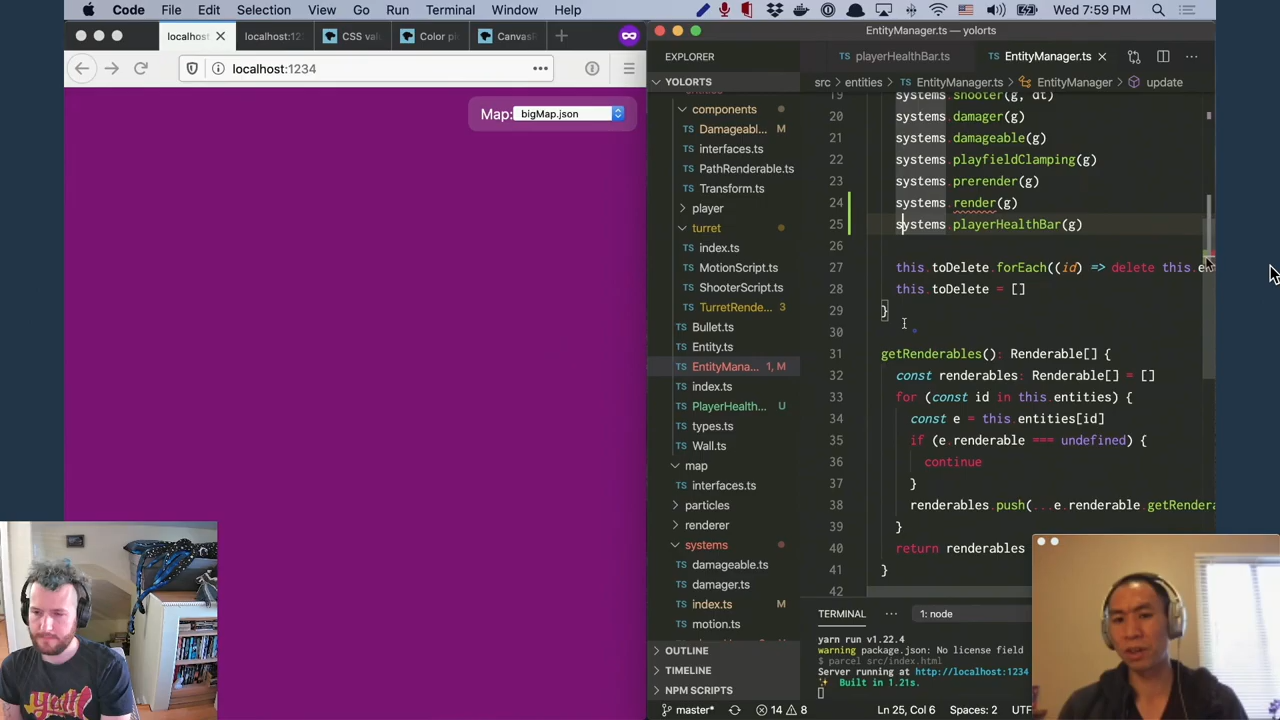 Code File Edit Selection View Go Run Terminal Window Help
Wed 7:59 PM
localhost:
localhost:12
CSS val
Color pi
CanvasR
localhost:1234
Map: bigMap.json
EntityManager.ts — yolorts
EXPLORER
YOLORTS
components
Damageabl... M
interfaces.ts
PathRenderable.ts
Transform.ts
player
turret
index.ts
MotionScript.ts
ShooterScript.ts
TurretRende... 3
Bullet.ts
Entity.ts
EntityMana... 1, M
index.ts
PlayerHealth... U
types.ts
Wall.ts
map
interfaces.ts
particles
renderer
systems
damageable.ts
damager.ts
index.ts M
motion.ts
OUTLINE
TIMELINE
NPM SCRIPTS
playerHealthBar.ts
EntityManager.ts
src > entities > EntityManager.ts > EntityManager > update
19 systems.shooter(g, dt)
20 systems.damager(g)
21 systems.damageable(g)
22 systems.playfieldClamping(g)
23 systems.prerender(g)
24 systems.render(g)
25 systems.playerHealthBar(g)
26
27 this.toDelete.forEach((id) => delete this.e
28 this.toDelete = []
29 }
30
31 getRenderables(): Renderable[] {
32 const renderables: Renderable[] = []
33 for (const id in this.entities) {
34 const e = this.entities[id]
35 if (e.renderable === undefined) {
36 continue
37 }
38 renderables.push(...e.renderable.getRendera
39 }
40 return renderables
41 }
42
TERMINAL
1: node
yarn run v1.22.4
warning package.json: No license field
$ parcel src/index.html
Server running at http://localhost:1234
Built in 1.21s.
master* 14 8
Ln 25, Col 6 Spaces: 2 UTF